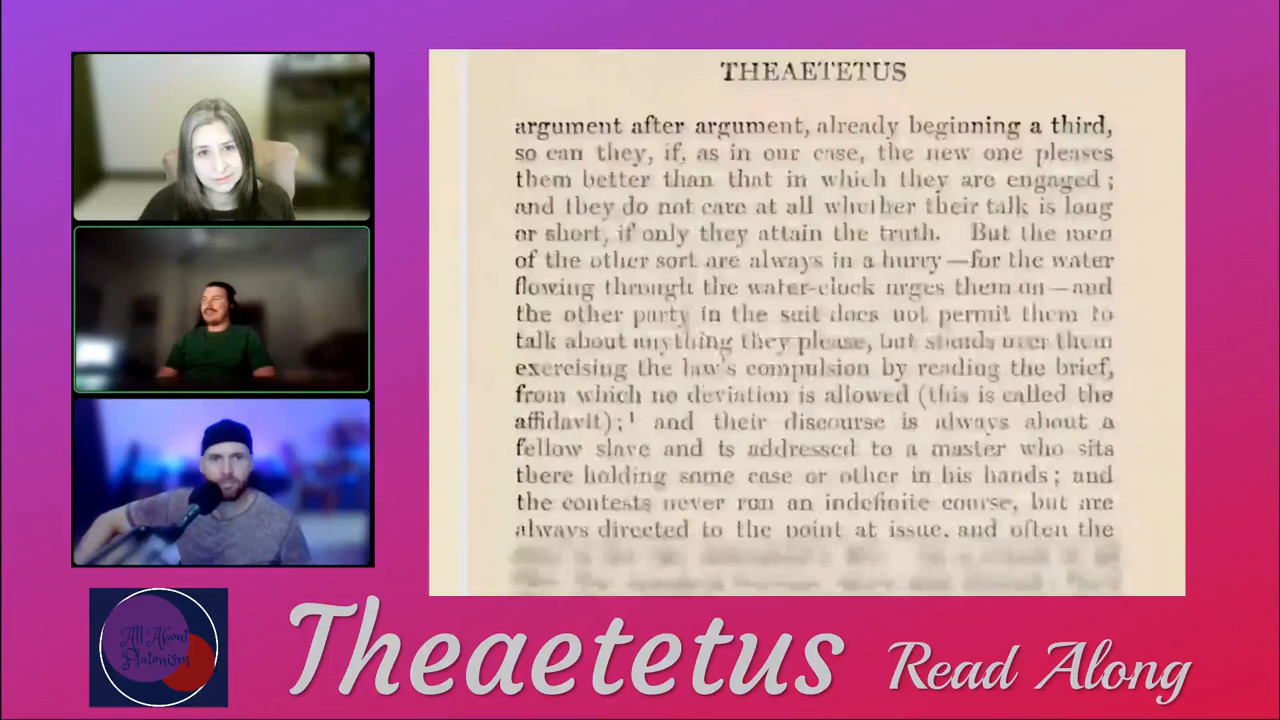 THEAETETUS
argument after argument, already beginning a third,
so can they, if, as in our case, the new one pleases
them better than that in which they are engaged;
and they do not care at all whether their talk is long
or short, if only they attain the truth. But the men
of the other sort are always in a hurry—for the water
flowing through the water-clock urges them on—and
the other party in the suit does not permit them to
talk about anything they please, but stands over them
exercising the law's compulsion by reading the brief,
from which no deviation is allowed (this is called the
affidavit);¹ and their discourse is always about a
fellow slave and is addressed to a master who sits
there holding some case or other in his hands; and
the contests never run an indefinite course, but are
always directed to the point at issue, and often the
All About
Platonism
Theaetetus Read Along